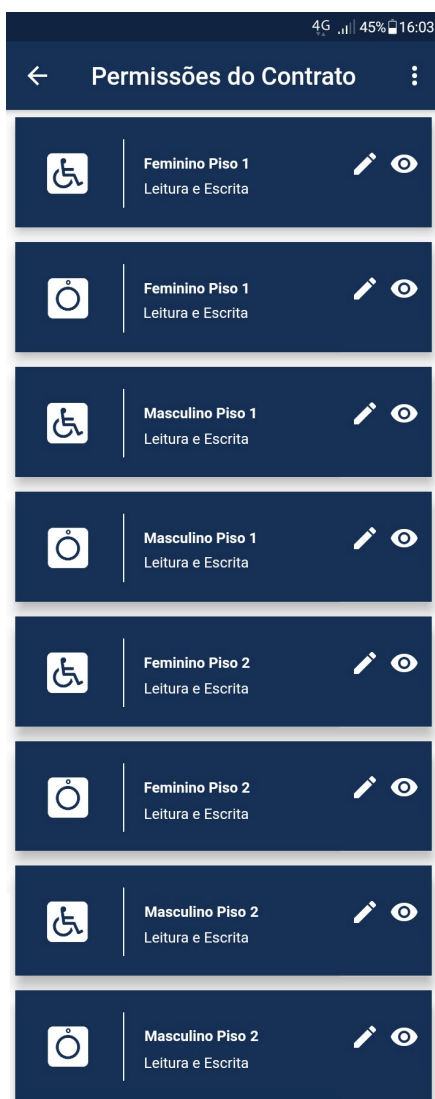 4G 45% 16:03
Permissões do Contrato
Feminino Piso 1
Leitura e Escrita
Feminino Piso 1
Leitura e Escrita
Masculino Piso 1
Leitura e Escrita
Masculino Piso 1
Leitura e Escrita
Feminino Piso 2
Leitura e Escrita
Feminino Piso 2
Leitura e Escrita
Masculino Piso 2
Leitura e Escrita
Masculino Piso 2
Leitura e Escrita